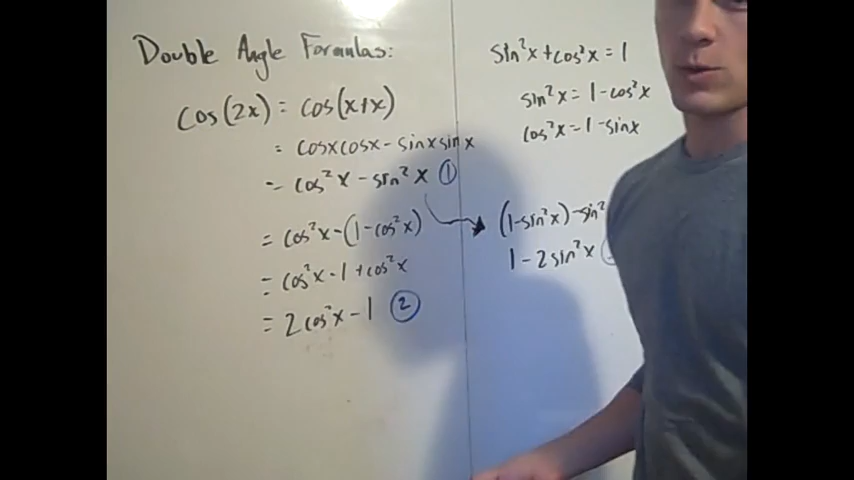 Double Angle Formulas:
cos(2x) = cos(x+x)
= cosxcosx - sinxsinx
= cos²x - sin²x ①
= cos²x - (1 - cos²x)
= cos²x - 1 + cos²x
= 2cos²x - 1 ②
sin²x + cos²x = 1
sin²x = 1 - cos²x
cos²x = 1 - sinx
(1 - sin²x) - sin²
1 - 2sin²x